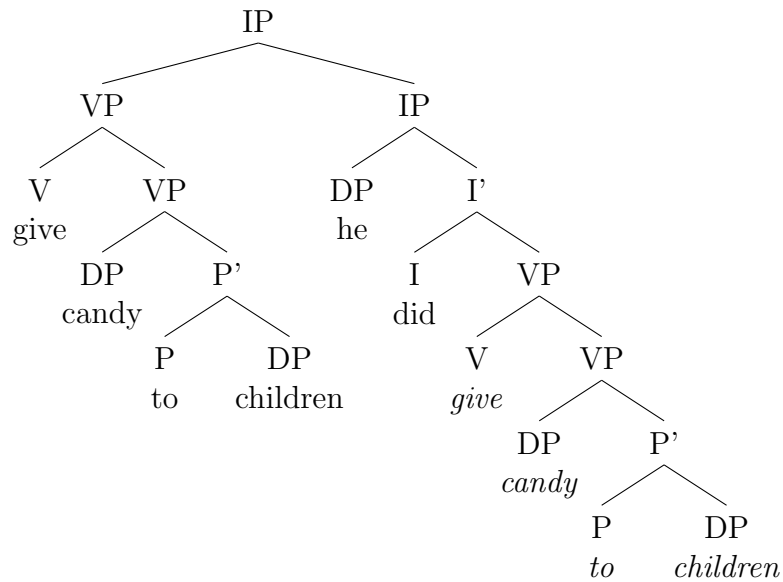 IP
VP IP
V VP DP I'
give he
DP P' I VP
candy did
P DP V VP
to children give
DP P'
candy
P DP
to children